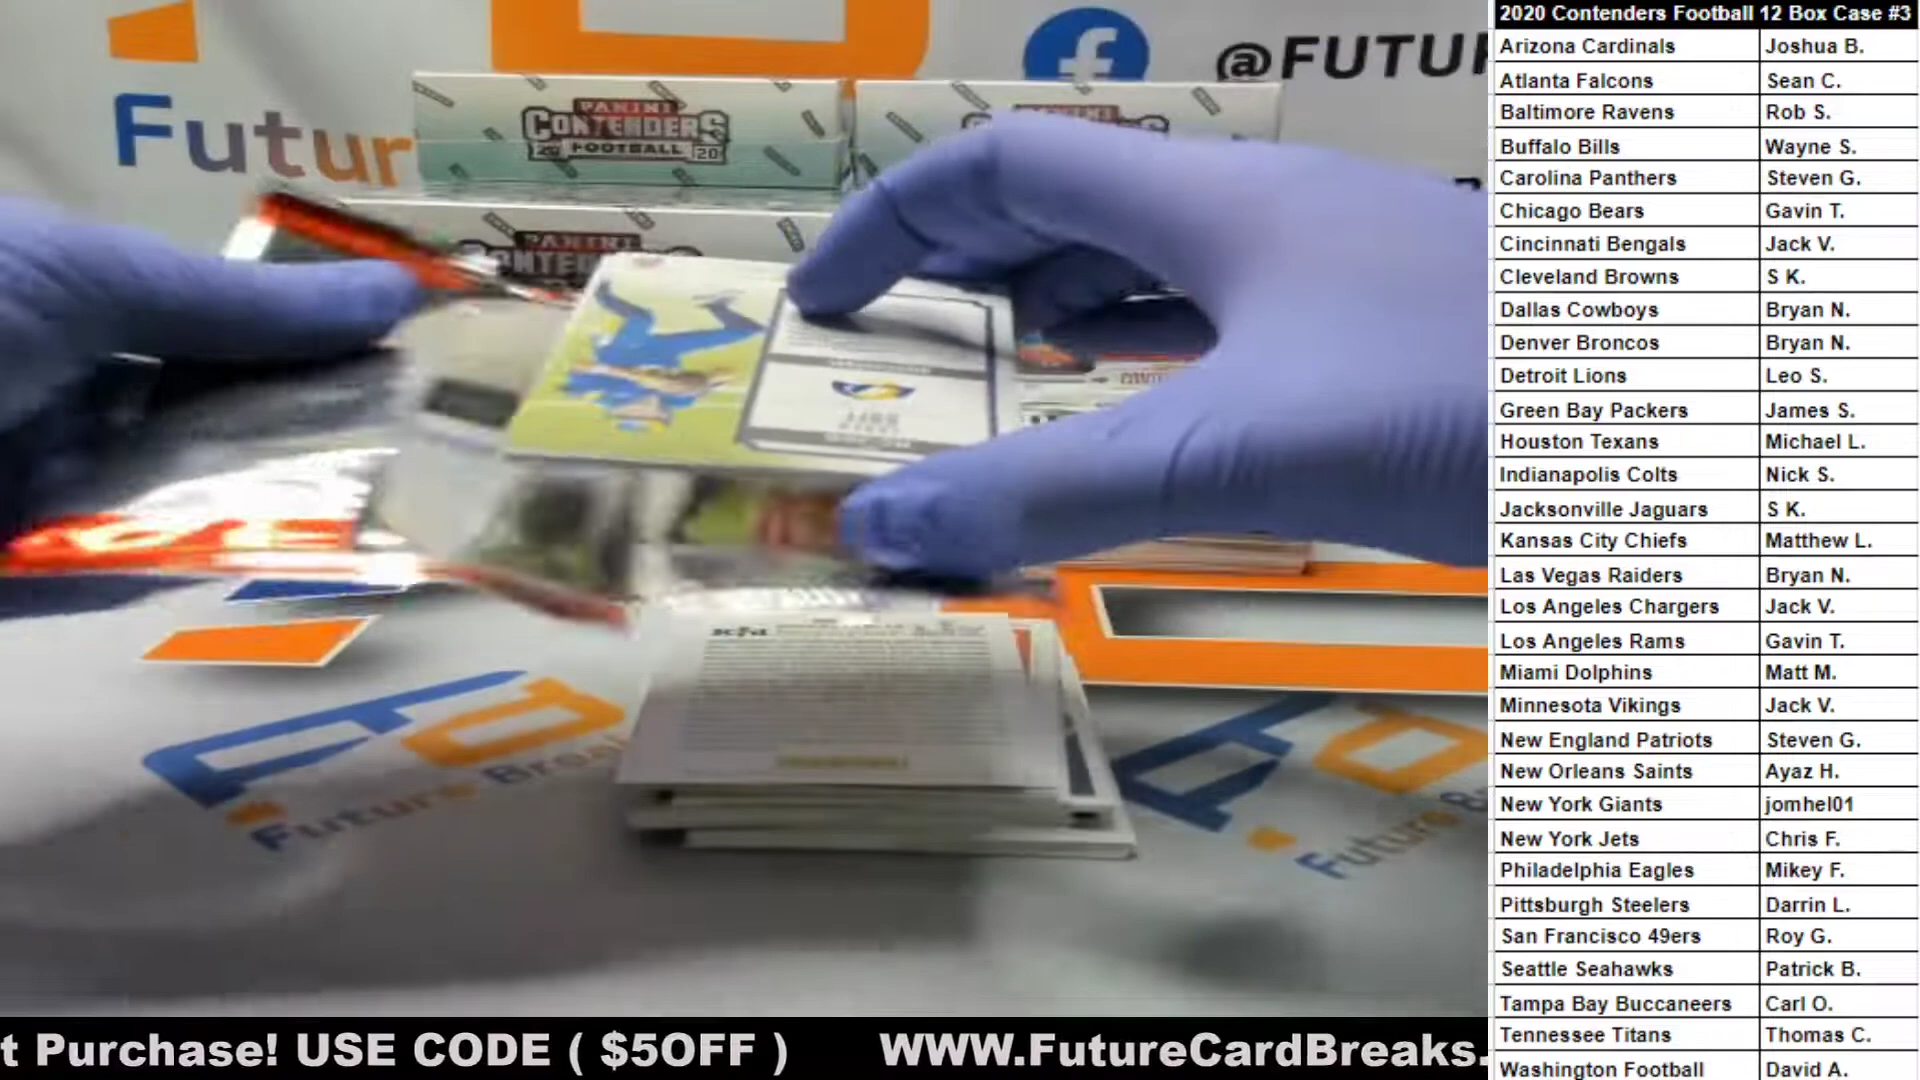 2020 Contenders Football 12 Box Case #3
Arizona Cardinals Joshua B.
Atlanta Falcons Sean C.
Baltimore Ravens Rob S.
Buffalo Bills Wayne S.
Carolina Panthers Steven G.
Chicago Bears Gavin T.
Cincinnati Bengals Jack V.
Cleveland Browns S K.
Dallas Cowboys Bryan N.
Denver Broncos Bryan N.
Detroit Lions Leo S.
Green Bay Packers James S.
Houston Texans Michael L.
Indianapolis Colts Nick S.
Jacksonville Jaguars S K.
Kansas City Chiefs Matthew L.
Las Vegas Raiders Bryan N.
Los Angeles Chargers Jack V.
Los Angeles Rams Gavin T.
Miami Dolphins Matt M.
Minnesota Vikings Jack V.
New England Patriots Steven G.
New Orleans Saints Ayaz H.
New York Giants jomhel01
New York Jets Chris F.
Philadelphia Eagles Mikey F.
Pittsburgh Steelers Darrin L.
San Francisco 49ers Roy G.
Seattle Seahawks Patrick B.
Tampa Bay Buccaneers Carl O.
Tennessee Titans Thomas C.
Washington Football David A.
@FUTUR
Futur
PANINI
CONTENDERS
20 FOOTBALL 20
PANINI
Future Brea
Future B
t Purchase! USE CODE ( $5OFF ) WWW.FutureCardBreaks.